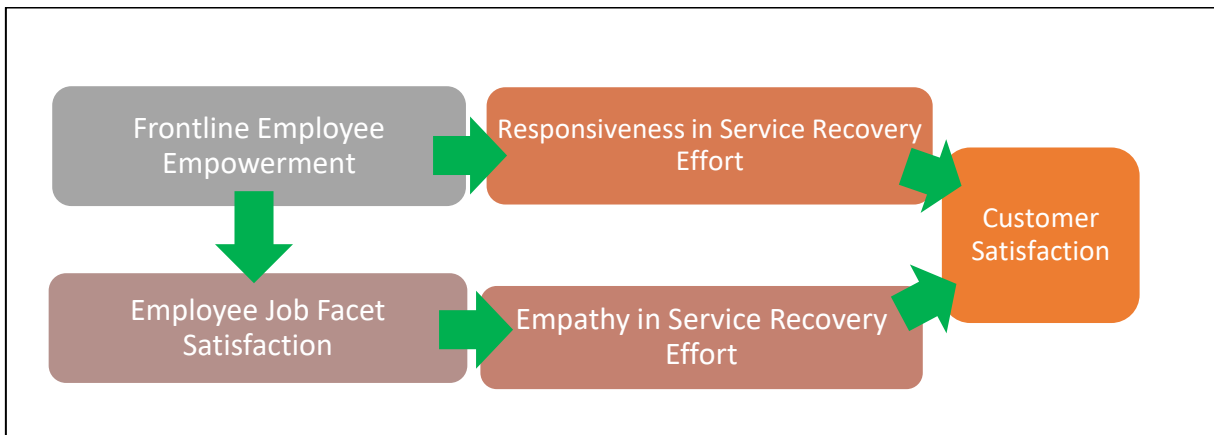 Frontline Employee
Empowerment
Responsiveness in Service Recovery
Effort
Customer
Satisfaction
Employee Job Facet
Satisfaction
Empathy in Service Recovery
Effort